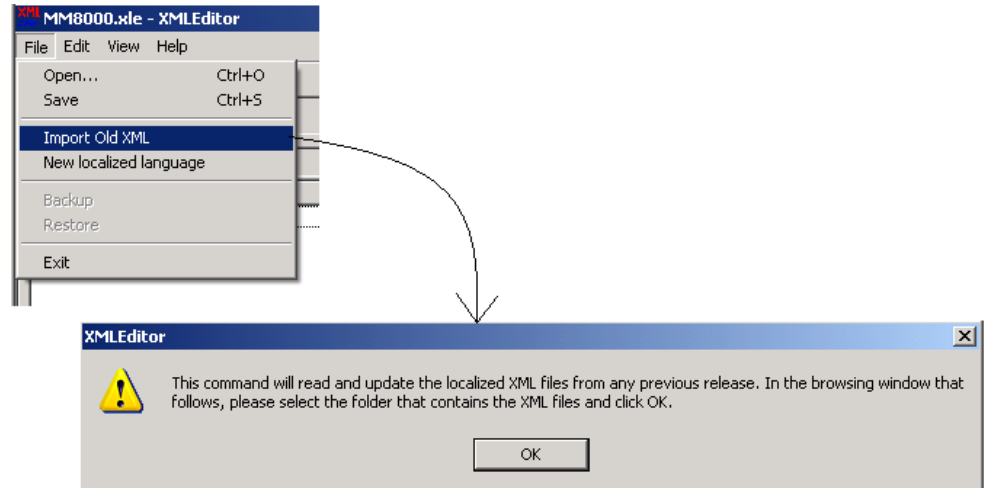 XML MM8000.xle - XMLEditor
File Edit View Help
Open... Ctrl+O
Save Ctrl+S
Import Old XML
New localized language
Backup
Restore
Exit
XMLEditor
This command will read and update the localized XML files from any previous release. In the browsing window that
follows, please select the folder that contains the XML files and click OK.
OK